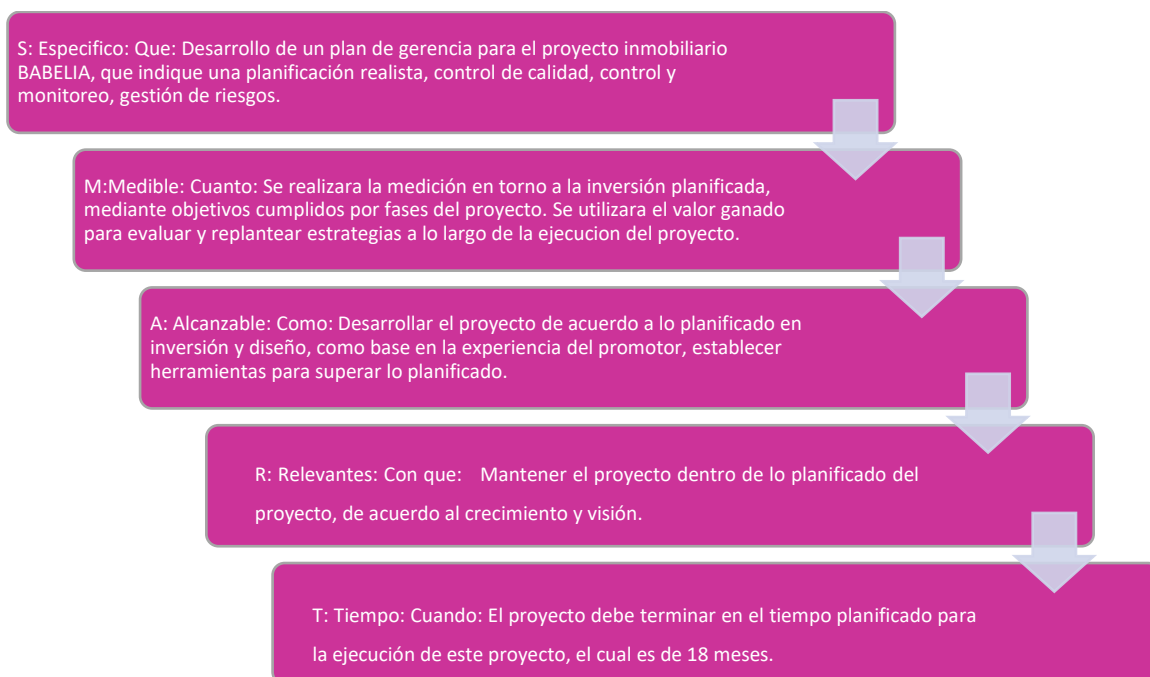 S: Especifico: Que: Desarrollo de un plan de gerencia para el proyecto inmobiliario
BABELIA, que indique una planificación realista, control de calidad, control y
monitoreo, gestión de riesgos.
M:Medible: Cuanto: Se realizara la medición en torno a la inversión planificada,
mediante objetivos cumplidos por fases del proyecto. Se utilizara el valor ganado
para evaluar y replantear estrategias a lo largo de la ejecucion del proyecto.
A: Alcanzable: Como: Desarrollar el proyecto de acuerdo a lo planificado en
inversión y diseño, como base en la experiencia del promotor, establecer
herramientas para superar lo planificado.
R: Relevantes: Con que: Mantener el proyecto dentro de lo planificado del
proyecto, de acuerdo al crecimiento y visión.
T: Tiempo: Cuando: El proyecto debe terminar en el tiempo planificado para
la ejecución de este proyecto, el cual es de 18 meses.